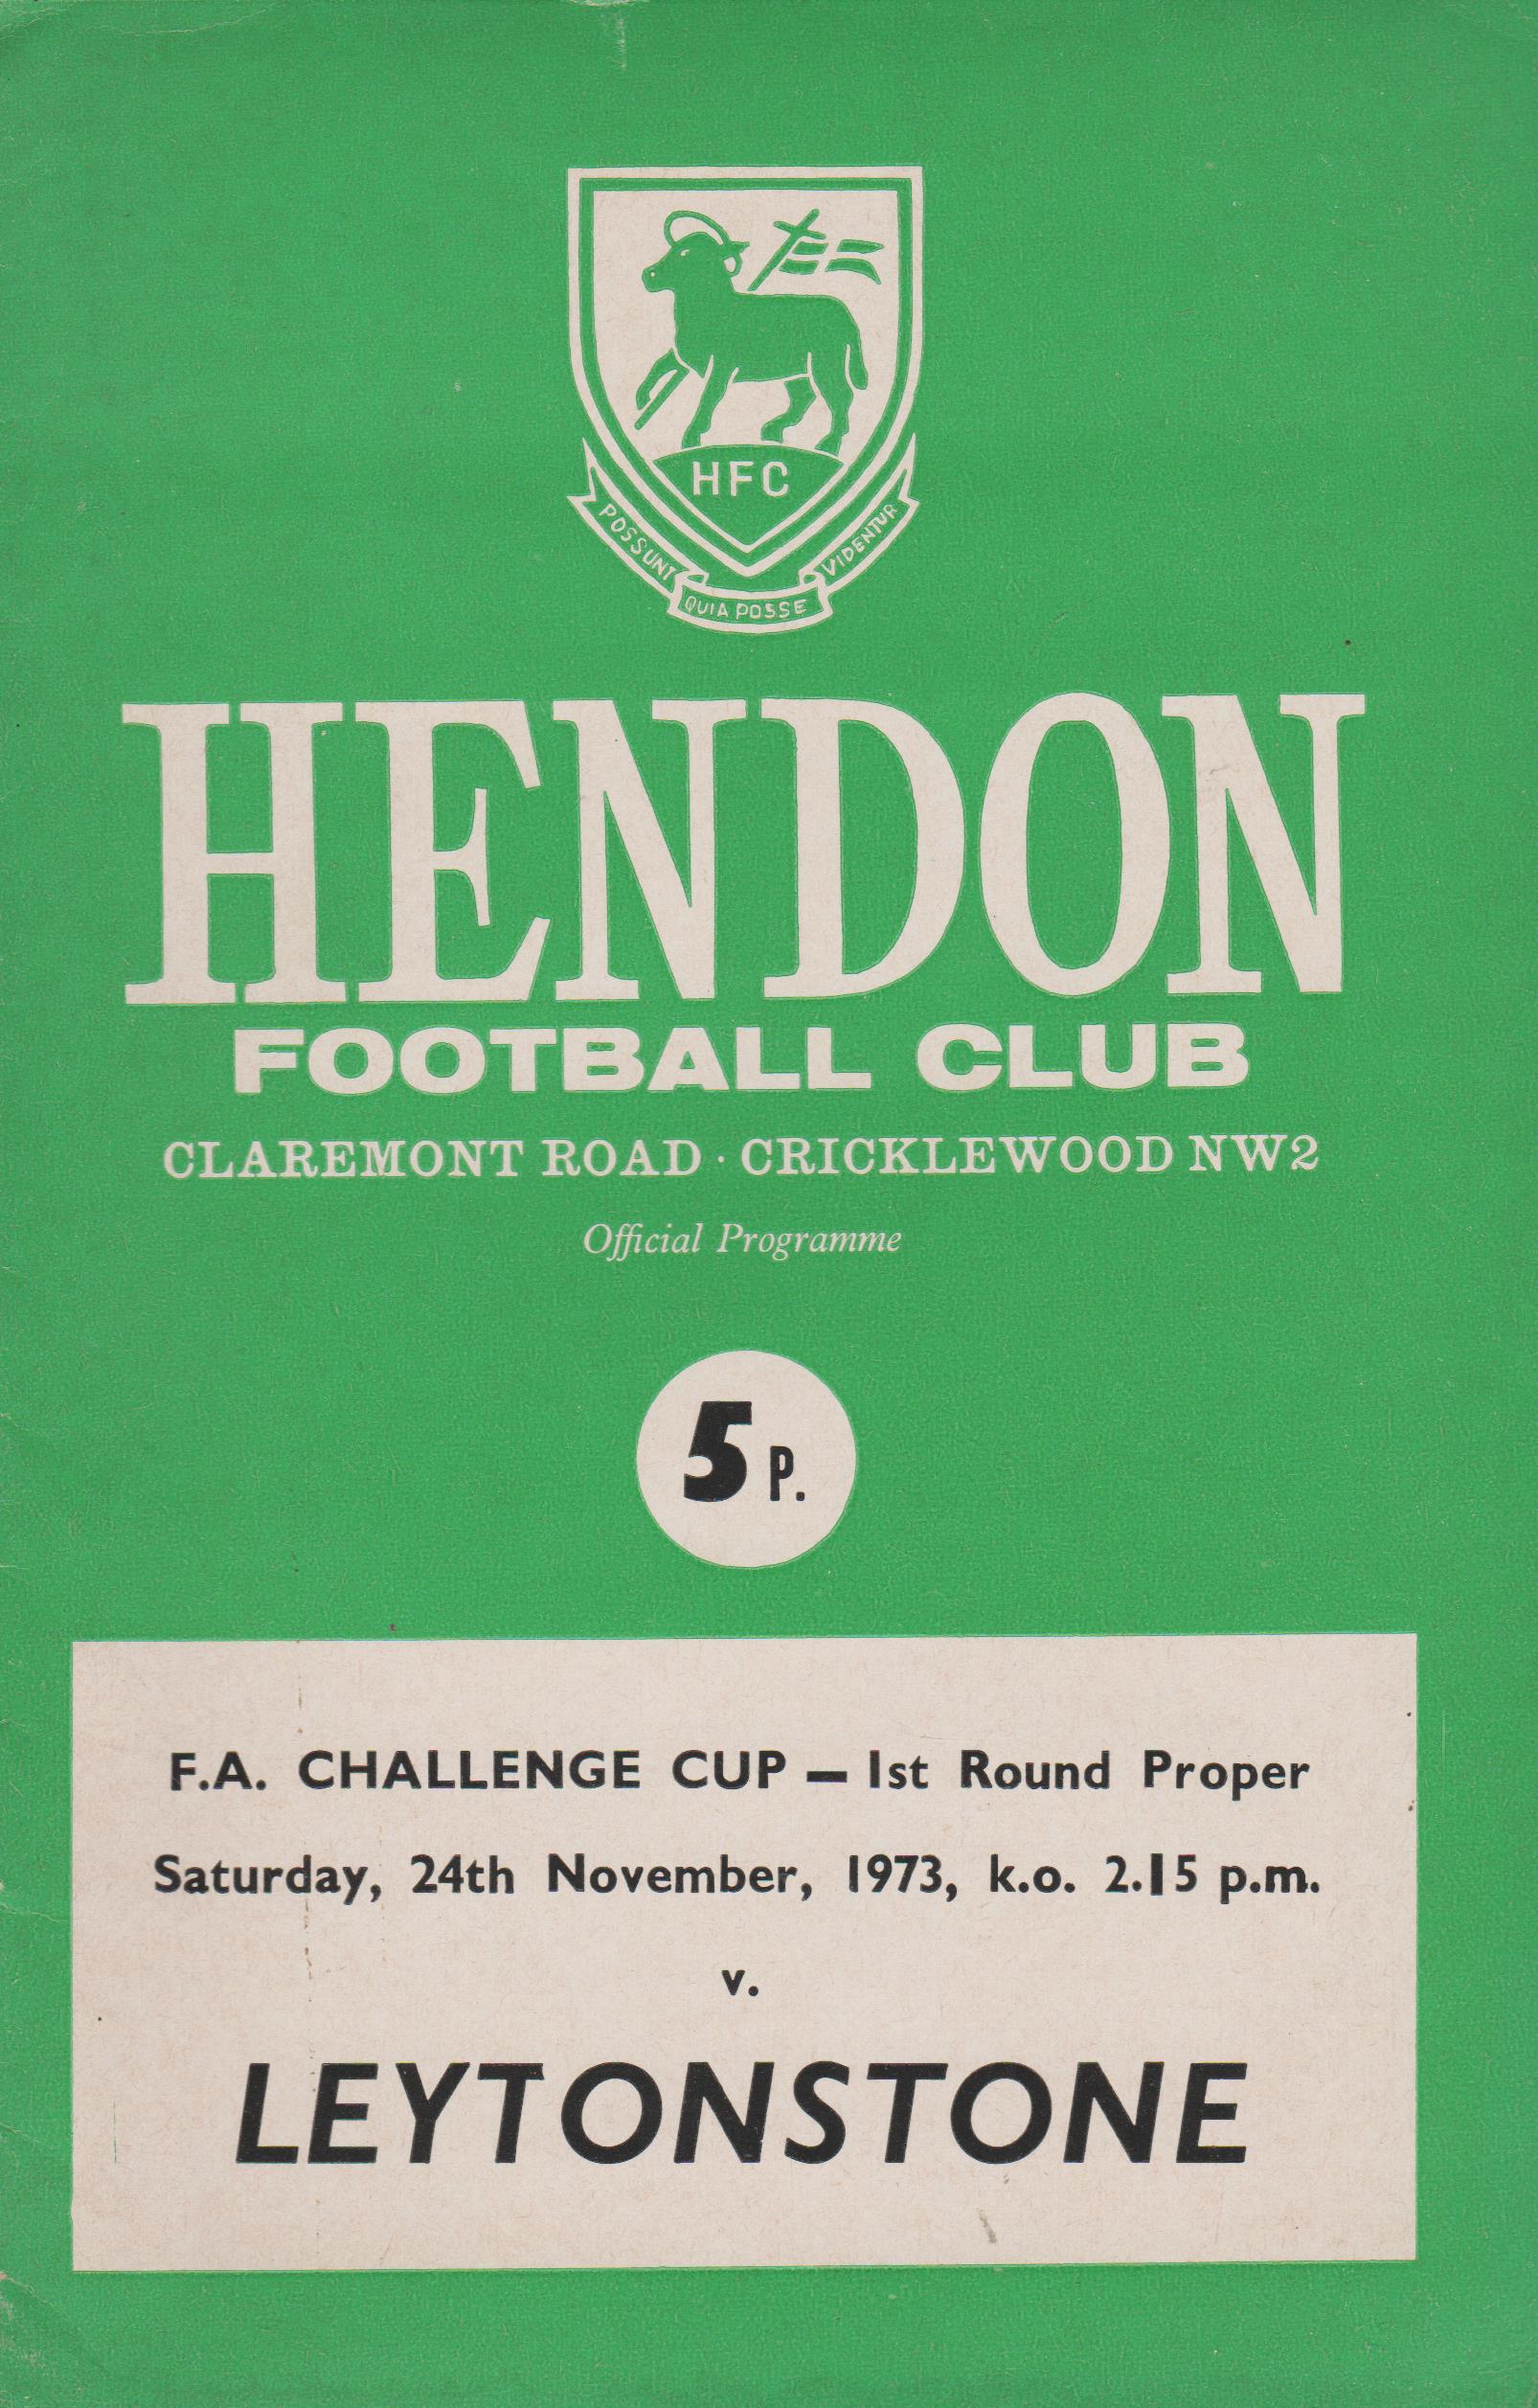 HFC
POSSUNT
QUIA POSSE
VIDENTUR
HENDON
FOOTBALL CLUB
CLAREMONT ROAD · CRICKLEWOOD NW2
Official Programme
5 P.
F.A. CHALLENGE CUP — 1st Round Proper
Saturday, 24th November, 1973, k.o. 2.15 p.m.
v.
LEYTONSTONE